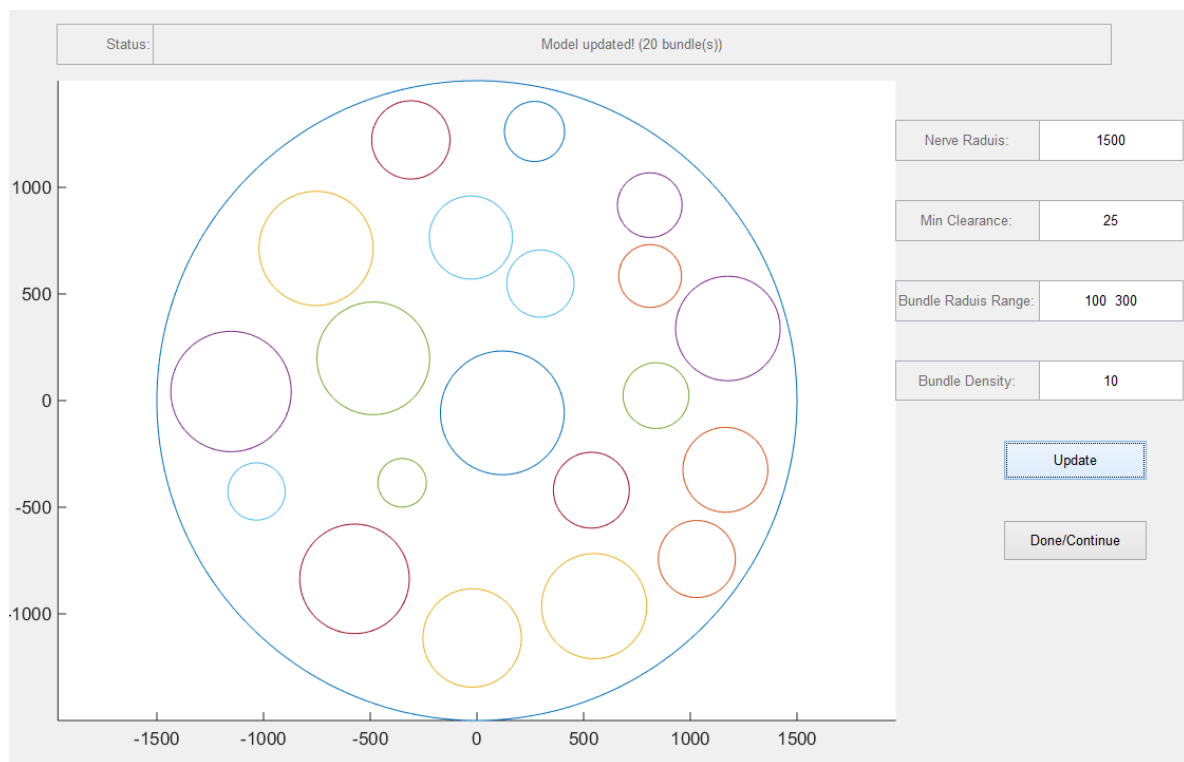 Status: Model updated! (20 bundle(s))
Nerve Raduis: 1500
1000
Min Clearance: 25
500
Bundle Raduis Range: 100 300
0
Bundle Density: 10
Update
-500
Done/Continue
-1000
-1500 -1000 -500 0 500 1000 1500